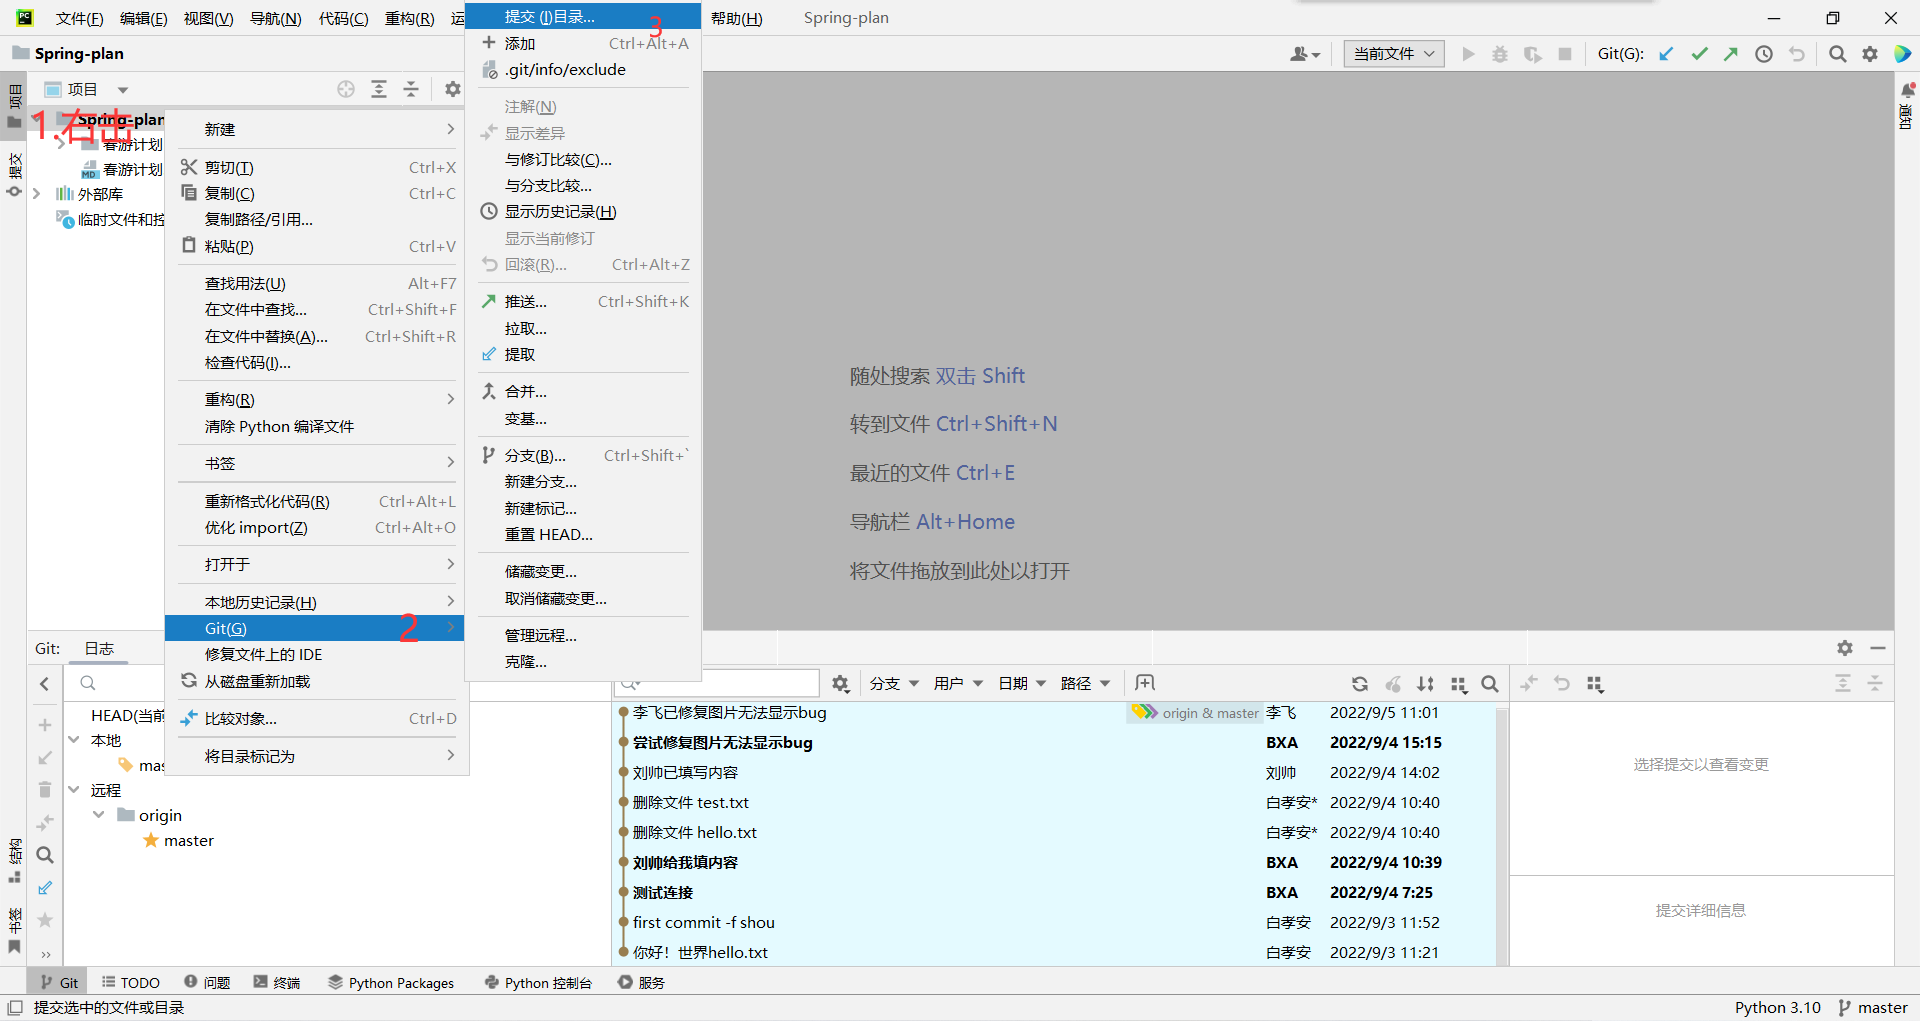 PC 文件(F) 编辑(E) 视图(V) 导航(N) 代码(C) 重构(R) 运 帮助(H) Spring-plan
Spring-plan 当前文件 Git(G):
项目
Spring-plan
1.右击
春游计划
春游计划
外部库
临时文件和控
项目
提交
结构
书签
通知
新建
剪切(T) Ctrl+X
复制(C) Ctrl+C
复制路径/引用...
粘贴(P) Ctrl+V
查找用法(U) Alt+F7
在文件中查找... Ctrl+Shift+F
在文件中替换(A)... Ctrl+Shift+R
检查代码(I)...
重构(R)
清除 Python 编译文件
书签
重新格式化代码(R) Ctrl+Alt+L
优化 import(Z) Ctrl+Alt+O
打开于
本地历史记录(H)
Git(G) 2
修复文件上的 IDE
从磁盘重新加载
比较对象... Ctrl+D
将目录标记为
提交 (I)目录... 3
添加 Ctrl+Alt+A
.git/info/exclude
注解(N)
显示差异
与修订比较(C)...
与分支比较...
显示历史记录(H)
显示当前修订
回滚(R)... Ctrl+Alt+Z
推送... Ctrl+Shift+K
拉取...
提取
合并...
变基...
分支(B)... Ctrl+Shift+`
新建分支...
新建标记...
重置 HEAD...
储藏变更...
取消储藏变更...
管理远程...
克隆...
随处搜索 双击 Shift
转到文件 Ctrl+Shift+N
最近的文件 Ctrl+E
导航栏 Alt+Home
将文件拖放到此处以打开
Git: 日志
HEAD(当前
本地
mas
远程
origin
master
分支 用户 日期 路径
李飞已修复图片无法显示bug origin & master 李飞 2022/9/5 11:01
尝试修复图片无法显示bug BXA 2022/9/4 15:15
刘帅已填写内容 刘帅 2022/9/4 14:02
删除文件 test.txt 白孝安* 2022/9/4 10:40
删除文件 hello.txt 白孝安* 2022/9/4 10:40
刘帅给我填内容 BXA 2022/9/4 10:39
测试连接 BXA 2022/9/4 7:25
first commit -f shou 白孝安 2022/9/3 11:52
你好！世界hello.txt 白孝安 2022/9/3 11:21
选择提交以查看变更
提交详细信息
Git TODO 问题 终端 Python Packages Python 控制台 服务
提交选中的文件或目录 Python 3.10 master